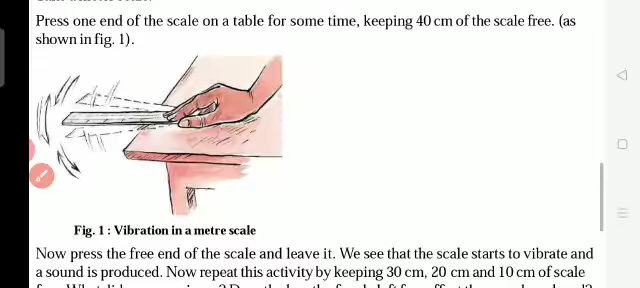 Press one end of the scale on a table for some time, keeping 40 cm of the scale free. (as
shown in fig. 1).
Fig. 1 : Vibration in a metre scale
Now press the free end of the scale and leave it. We see that the scale starts to vibrate and
a sound is produced. Now repeat this activity by keeping 30 cm, 20 cm and 10 cm of scale